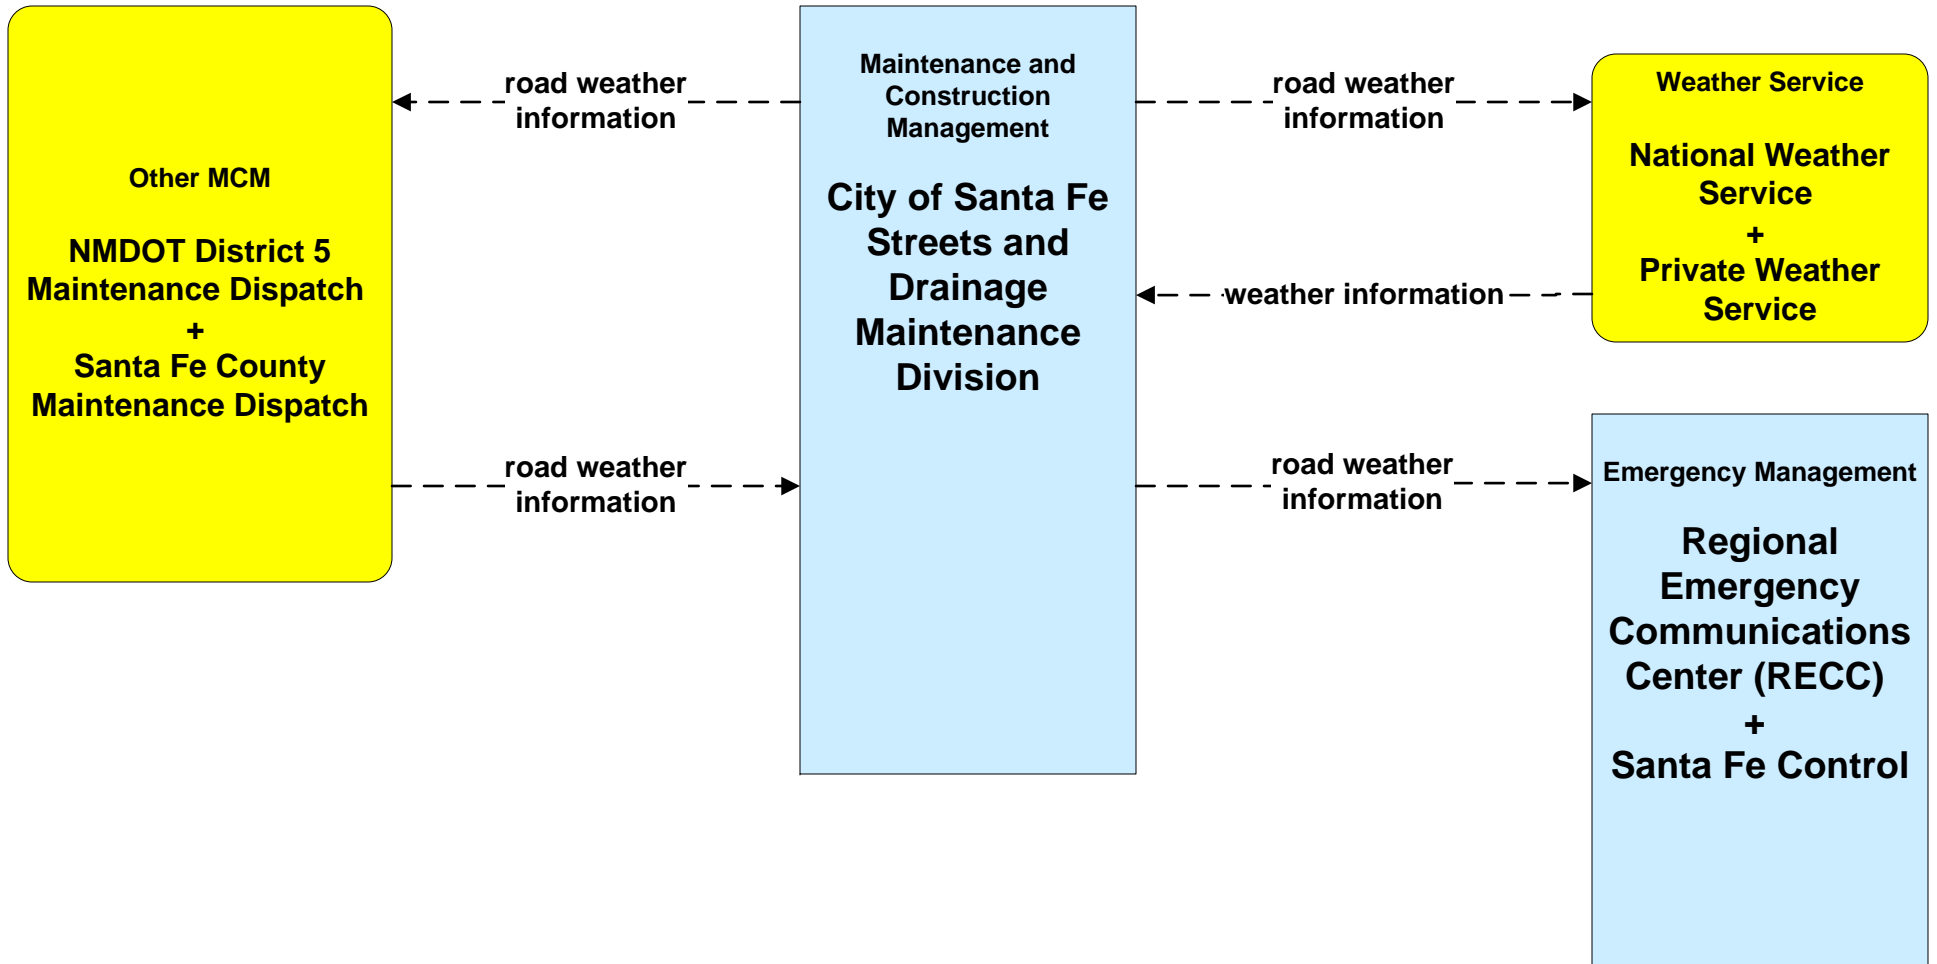 Other MCM
NMDOT District 5
Maintenance Dispatch
+
Santa Fe County
Maintenance Dispatch
road weather
information
road weather
information
Maintenance and
Construction
Management
City of Santa Fe
Streets and
Drainage
Maintenance
Division
road weather
information
weather information
road weather
information
Weather Service
National Weather
Service
+
Private Weather
Service
Emergency Management
Regional
Emergency
Communications
Center (RECC)
+
Santa Fe Control